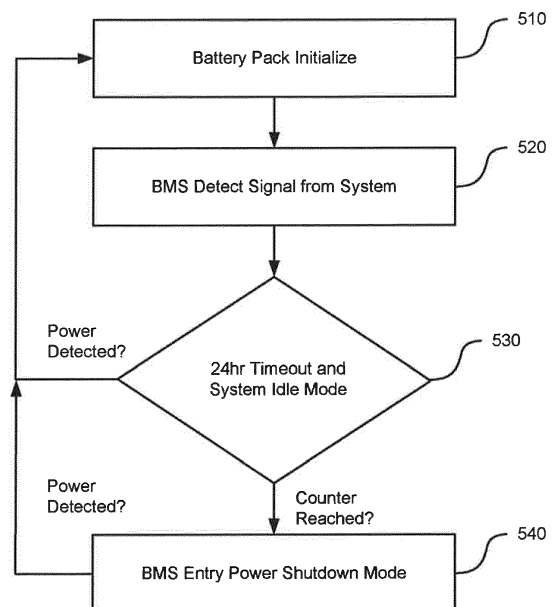 510
Battery Pack Initialize
520
BMS Detect Signal from System
Power
Detected?
530
24hr Timeout and
System Idle Mode
Power
Detected?
Counter
Reached?
540
BMS Entry Power Shutdown Mode